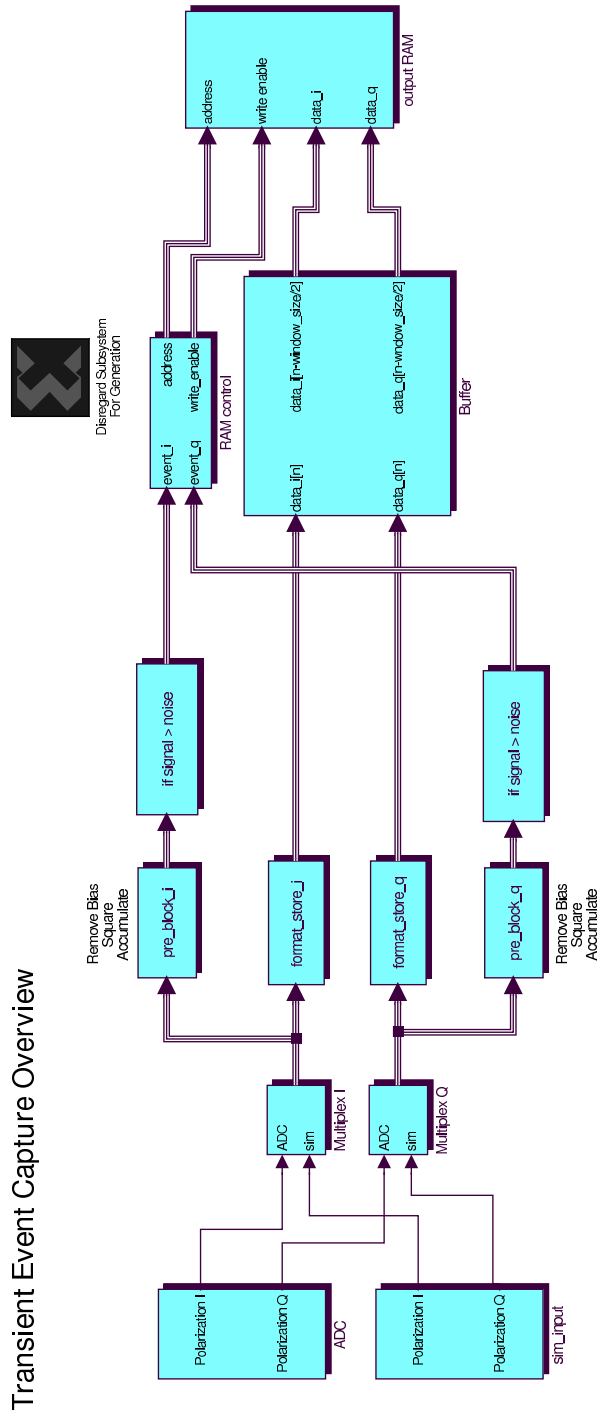 Transient Event Capture Overview
Polarization I
Polarization Q
ADC
Polarization I
Polarization Q
sim_input
ADC
sim
Multiplex I
ADC
sim
Multiplex Q
Remove Bias
Square
Accumulate
pre_block_i
format_store_i
format_store_q
pre_block_q
Remove Bias
Square
Accumulate
if signal > noise
if signal > noise
Disregard Subsystem
For Generation
event_i
event_q
address
write_enable
RAM control
data_i[n]
data_q[n]
data_i[n-window_size/2]
data_q[n-wndow_size/2]
Buffer
address
write enable
data_i
data_q
output RAM